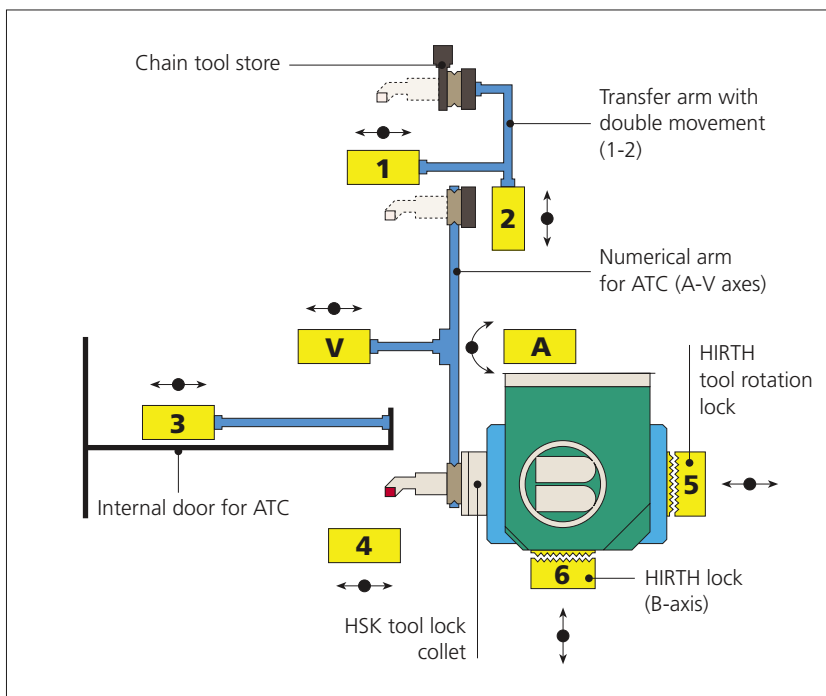 Chain tool store
Transfer arm with
double movement
(1-2)
1
2
Numerical arm
for ATC (A-V axes)
V
A
HIRTH
tool rotation
lock
3
5
Internal door for ATC
4
6
HIRTH lock
(B-axis)
HSK tool lock
collet